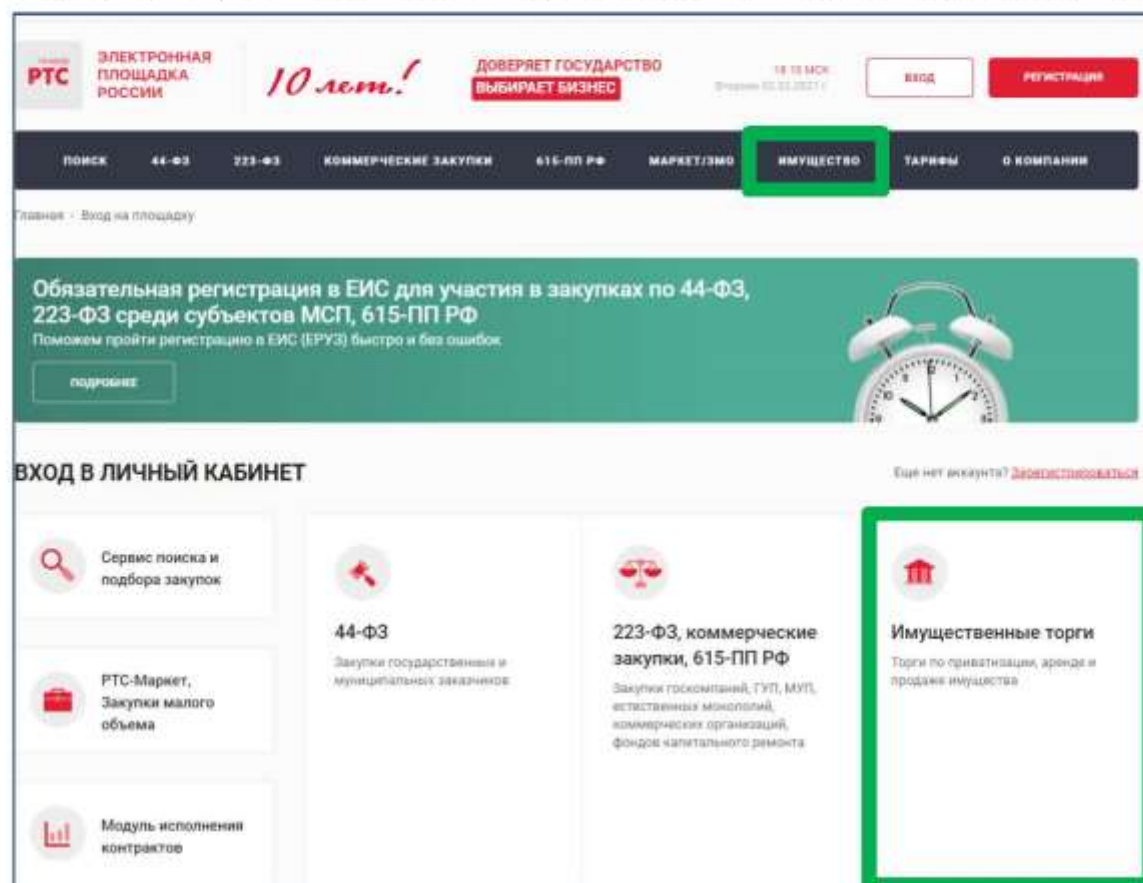 РТС
ЭЛЕКТРОННАЯ
ПЛОЩАДКА
РОССИИ
10 лет!
ДОВЕРЯЕТ ГОСУДАРСТВО
ВЫБИРАЕТ БИЗНЕС
ВХОД
РЕГИСТРАЦИЯ
ПОИСК 44-ФЗ 223-ФЗ КОММЕРЧЕСКИЕ ЗАКУПКИ 615-ПП РФ МАРКЕТ/ЗМО ИМУЩЕСТВО ТАРИФЫ О КОМПАНИИ
Главная - Вход на площадку
Обязательная регистрация в ЕИС для участия в закупках по 44-ФЗ,
223-ФЗ среди субъектов МСП, 615-ПП РФ
Поможем пройти регистрацию в ЕИС (ЕРУЗ) быстро и без ошибок
ПОДРОБНЕЕ
ВХОД В ЛИЧНЫЙ КАБИНЕТ
Еще нет аккаунта? Зарегистрироваться
Сервис поиска и
подбора закупок
РТС-Маркет,
Закупки малого
объема
Модуль исполнения
контрактов
44-ФЗ
Закупки государственных и
муниципальных заказчиков
223-ФЗ, коммерческие
закупки, 615-ПП РФ
Закупки госкомпаний, ГУП, МУП,
естественных монополий,
коммерческих организаций,
фондов капитального ремонта
Имущественные торги
Торги по приватизации, аренде и
продаже имущества